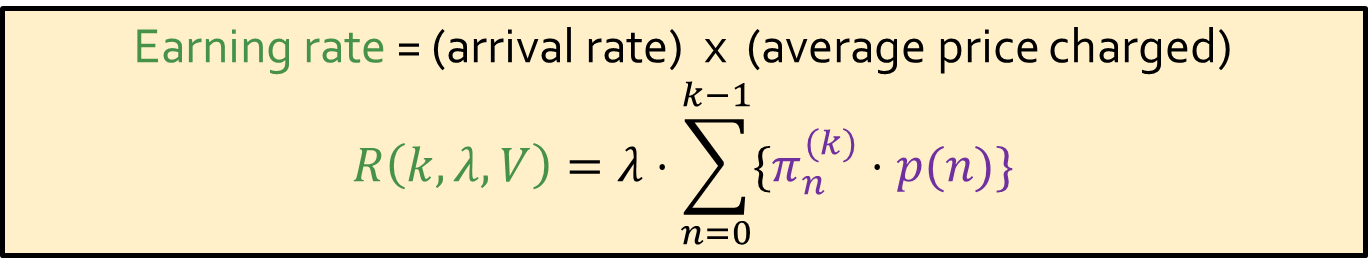 Earning rate = (arrival rate) x (average price charged)
R(k, λ, V) = λ · ∑_{n=0}^{k−1} {π_n^{(k)} · p(n)}